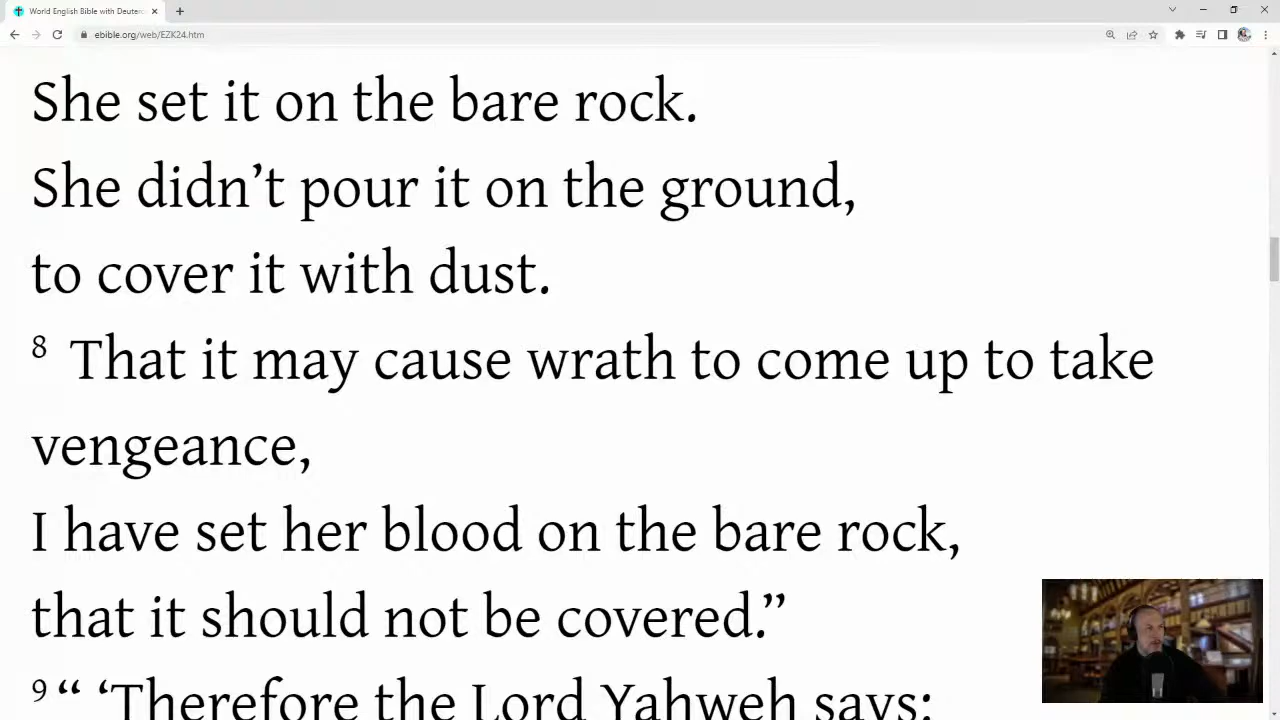 World English Bible with Deuter
ebible.org/web/EZK24.htm
She set it on the bare rock.
She didn’t pour it on the ground,
to cover it with dust.
8 That it may cause wrath to come up to take
vengeance,
I have set her blood on the bare rock,
that it should not be covered.”
9 “ ‘Therefore the Lord Yahweh says: